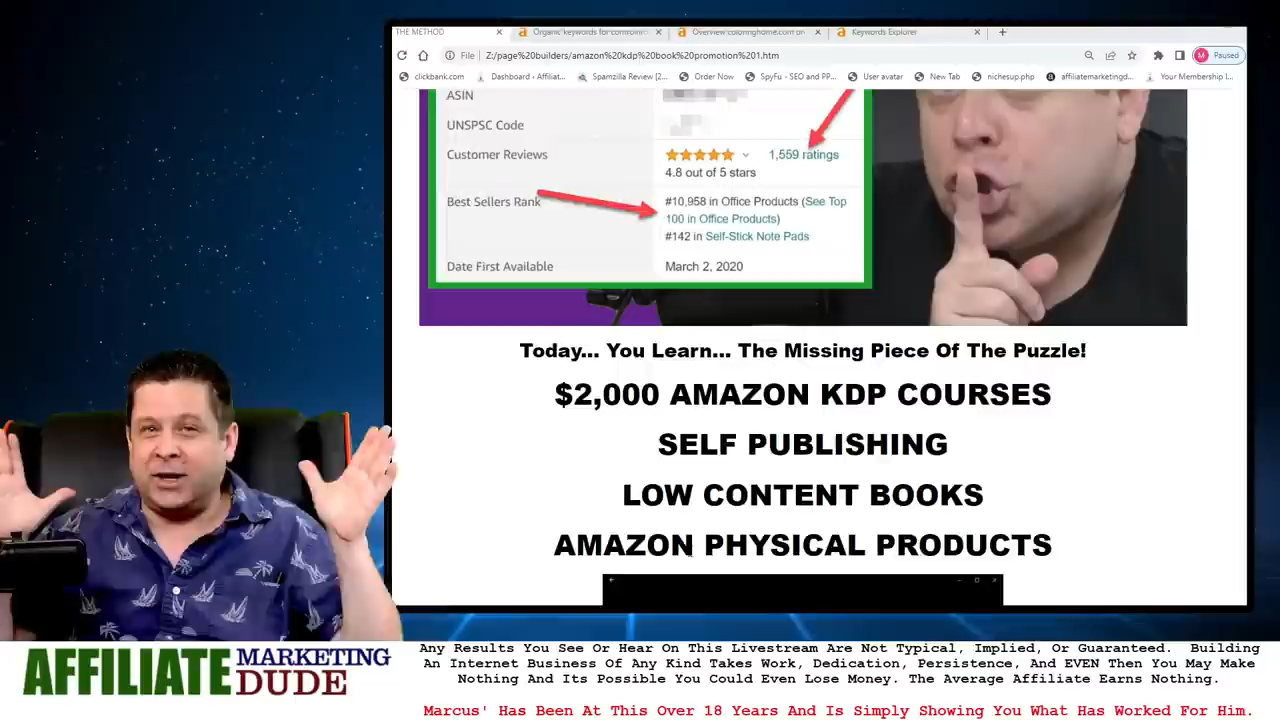 THE METHOD
Organic keywords for
Overview coloringhome.com
Keywords Explorer
File
Z:/page%20builders/amazon%20kdp%20book%20promotion%201.htm
Paused
clickbank.com
Dashboard ‹ Affiliat...
Spamzilla Review [2...
Order Now
SpyFu - SEO and PP...
User avatar
New Tab
nichesup.php
affiliatemarketingd...
Your Membership I...
ASIN
UNSPSC Code
Customer Reviews
1,559 ratings
4.8 out of 5 stars
Best Sellers Rank
#10,958 in Office Products (See Top
100 in Office Products)
#142 in Self-Stick Note Pads
Date First Available
March 2, 2020
Today... You Learn... The Missing Piece Of The Puzzle!
$2,000 AMAZON KDP COURSES
SELF PUBLISHING
LOW CONTENT BOOKS
AMAZON PHYSICAL PRODUCTS
AFFILIATE MARKETING
DUDE
Any Results You See Or Hear On This Livestream Are Not Typical, Implied, Or Guaranteed. Building
An Internet Business Of Any Kind Takes Work, Dedication, Persistence, And EVEN Then You May Make
Nothing And Its Possible You Could Even Lose Money. The Average Affiliate Earns Nothing.
Marcus' Has Been At This Over 18 Years And Is Simply Showing You What Has Worked For Him.